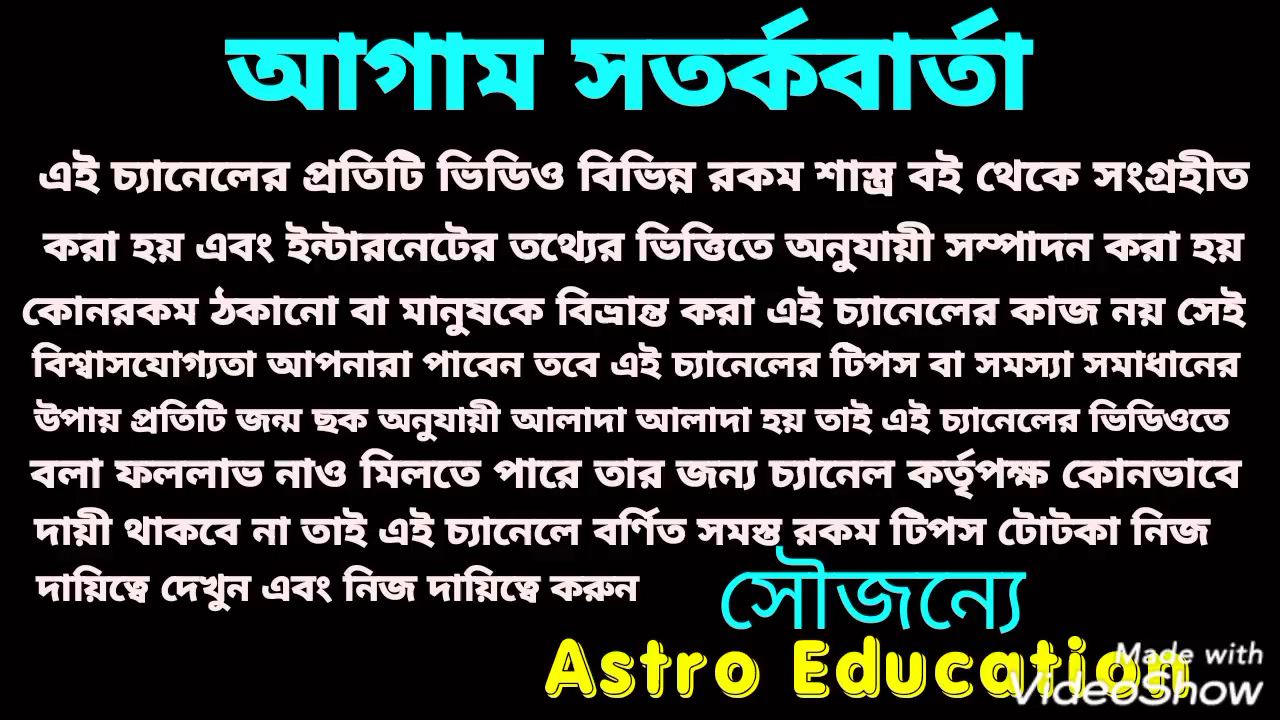 আগাম সতর্কবার্তা
এই চ্যানেলের প্রতিটি ভিডিও বিভিন্ন রকম শাস্ত্র বই থেকে সংগ্রহীত
করা হয় এবং ইন্টারনেটের তথ্যের ভিত্তিতে অনুযায়ী সম্পাদন করা হয়
কোনরকম ঠকানো বা মানুষকে বিভ্রান্ত করা এই চ্যানেলের কাজ নয় সেই
বিশ্বাসযোগ্যতা আপনারা পাবেন তবে এই চ্যানেলের টিপস বা সমস্যা সমাধানের
উপায় প্রতিটি জন্ম ছক অনুযায়ী আলাদা আলাদা হয় তাই এই চ্যানেলের ভিডিওতে
বলা ফললাভ নাও মিলতে পারে তার জন্য চ্যানেল কর্তৃপক্ষ কোনভাবে
দায়ী থাকবে না তাই এই চ্যানেলে বর্ণিত সমস্ত রকম টিপস টোটকা নিজ
দায়িত্বে দেখুন এবং নিজ দায়িত্বে করুন
সৌজন্যে
Astro Education
Made with
VideoShow